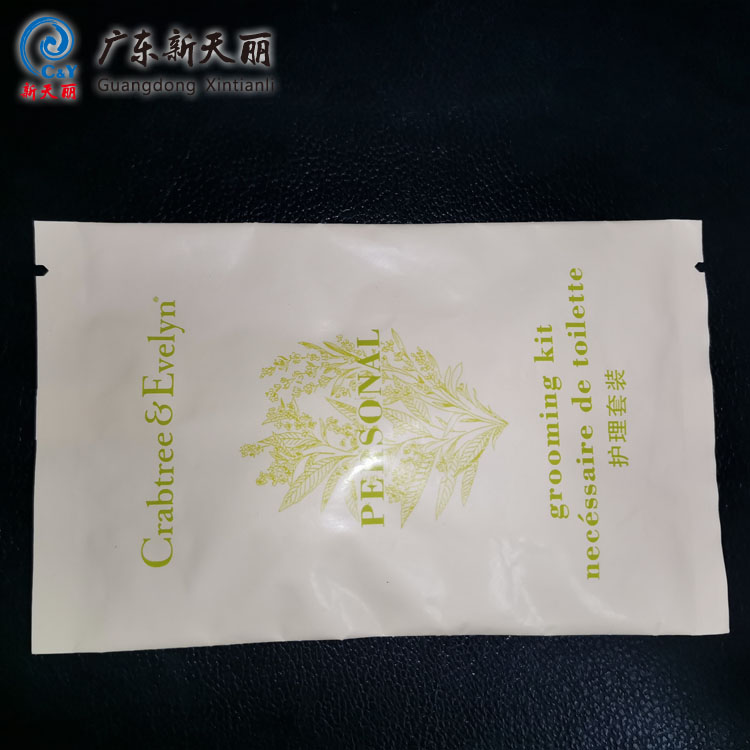 C&Y
新天丽
广东新天丽
Guangdong Xintianli
Crabtree & Evelyn®
PERSONAL
grooming kit
necéssaire de toilette
护理套装